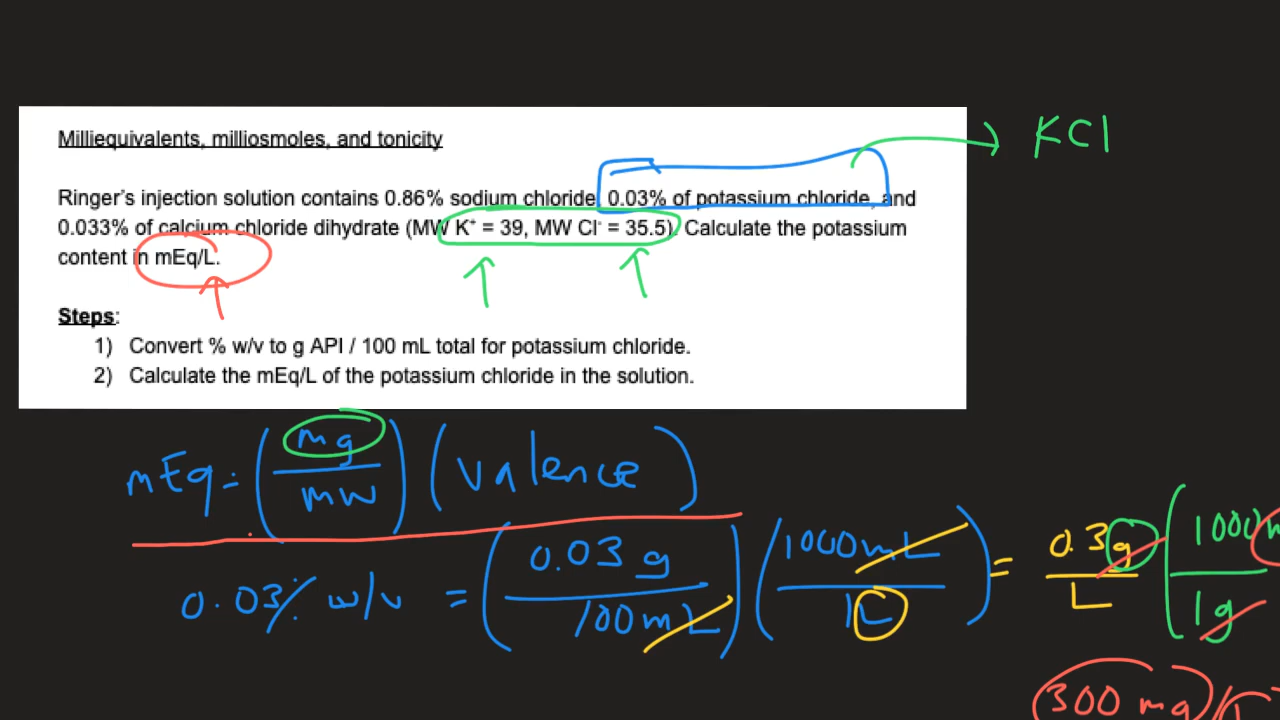 Milliequivalents, milliosmoles, and tonicity
KCl
Ringer's injection solution contains 0.86% sodium chloride, 0.03% of potassium chloride, and
0.033% of calcium chloride dihydrate (MW K+ = 39, MW Cl- = 35.5). Calculate the potassium
content in mEq/L.
Steps:
1) Convert % w/v to g API / 100 mL total for potassium chloride.
2) Calculate the mEq/L of the potassium chloride in the solution.
mEq = (mg / MW) (valence)
0.03% w/v = (0.03 g / 100 mL) (1000 mL / 1 L) = 0.3 g / L (1000 m / 1 g
300 mg /